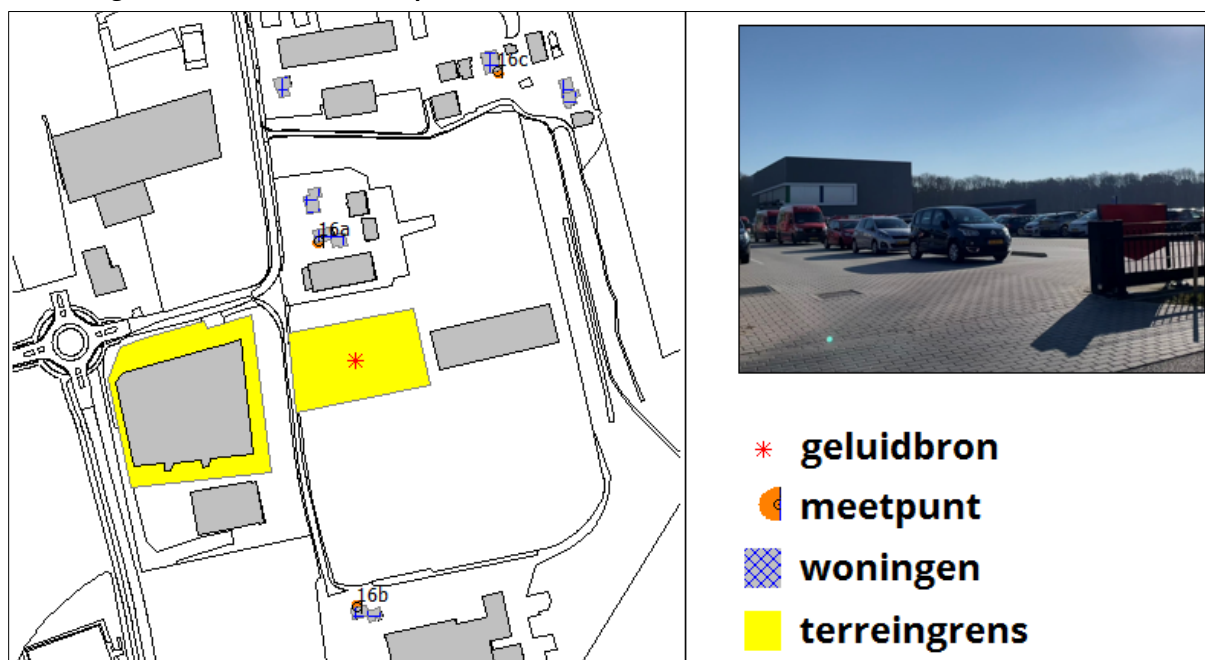 16c
16a
16b
geluidbron
meetpunt
woningen
terreingrens